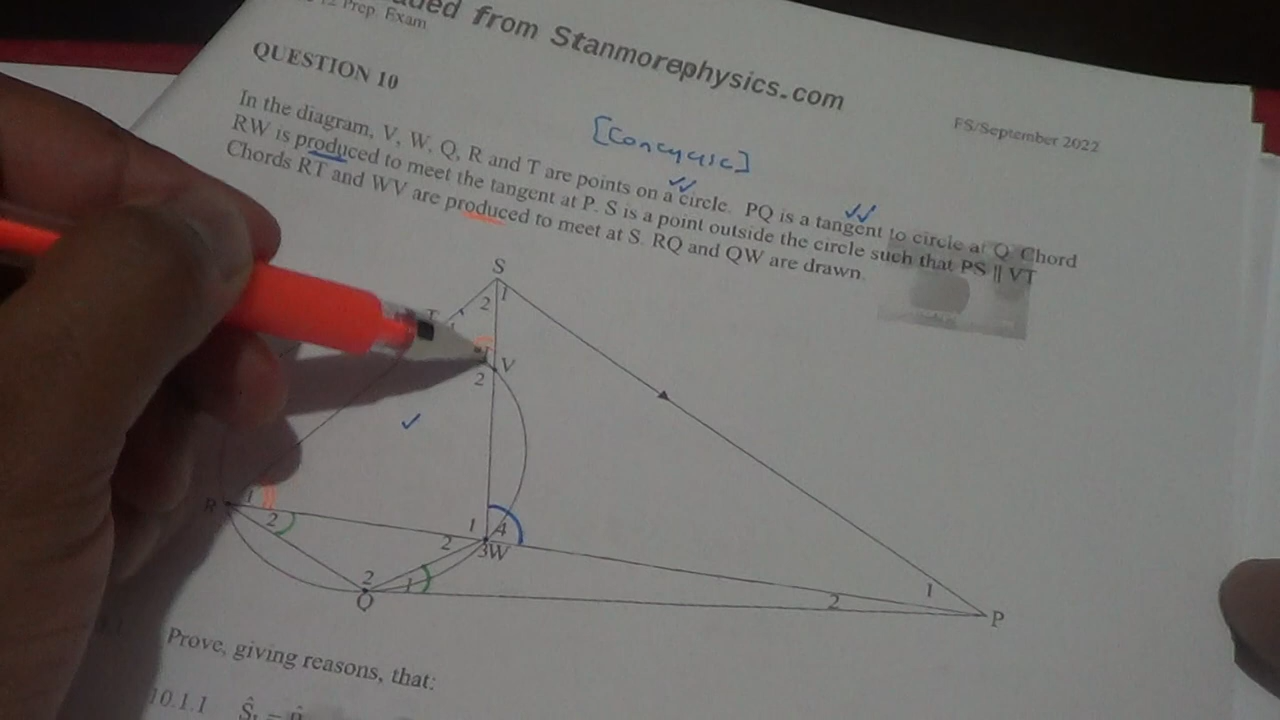 Prep. Exam
from Stanmorephysics.com
FS/September 2022
QUESTION 10
[Concyclic]
In the diagram, V, W, Q, R and T are points on a circle. PQ is a tangent to circle at Q. Chord
RW is produced to meet the tangent at P. S is a point outside the circle such that PS || VT
Chords RT and WV are produced to meet at S. RQ and QW are drawn.
S
2 1
T
V
2
R 1
2
1 4
2 3W
2
1
Q
1
2
P
Prove, giving reasons, that:
10.1.1